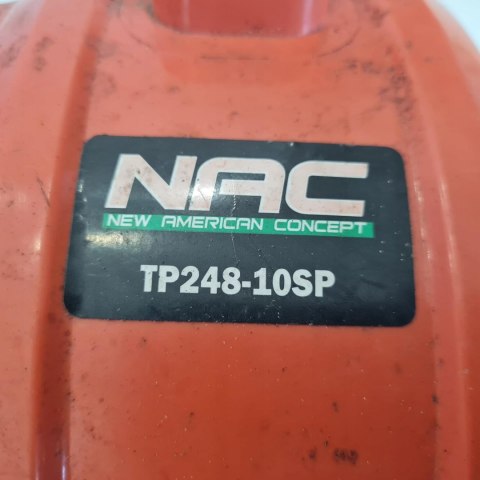 NAC
NEW AMERICAN CONCEPT
TP248-10SP